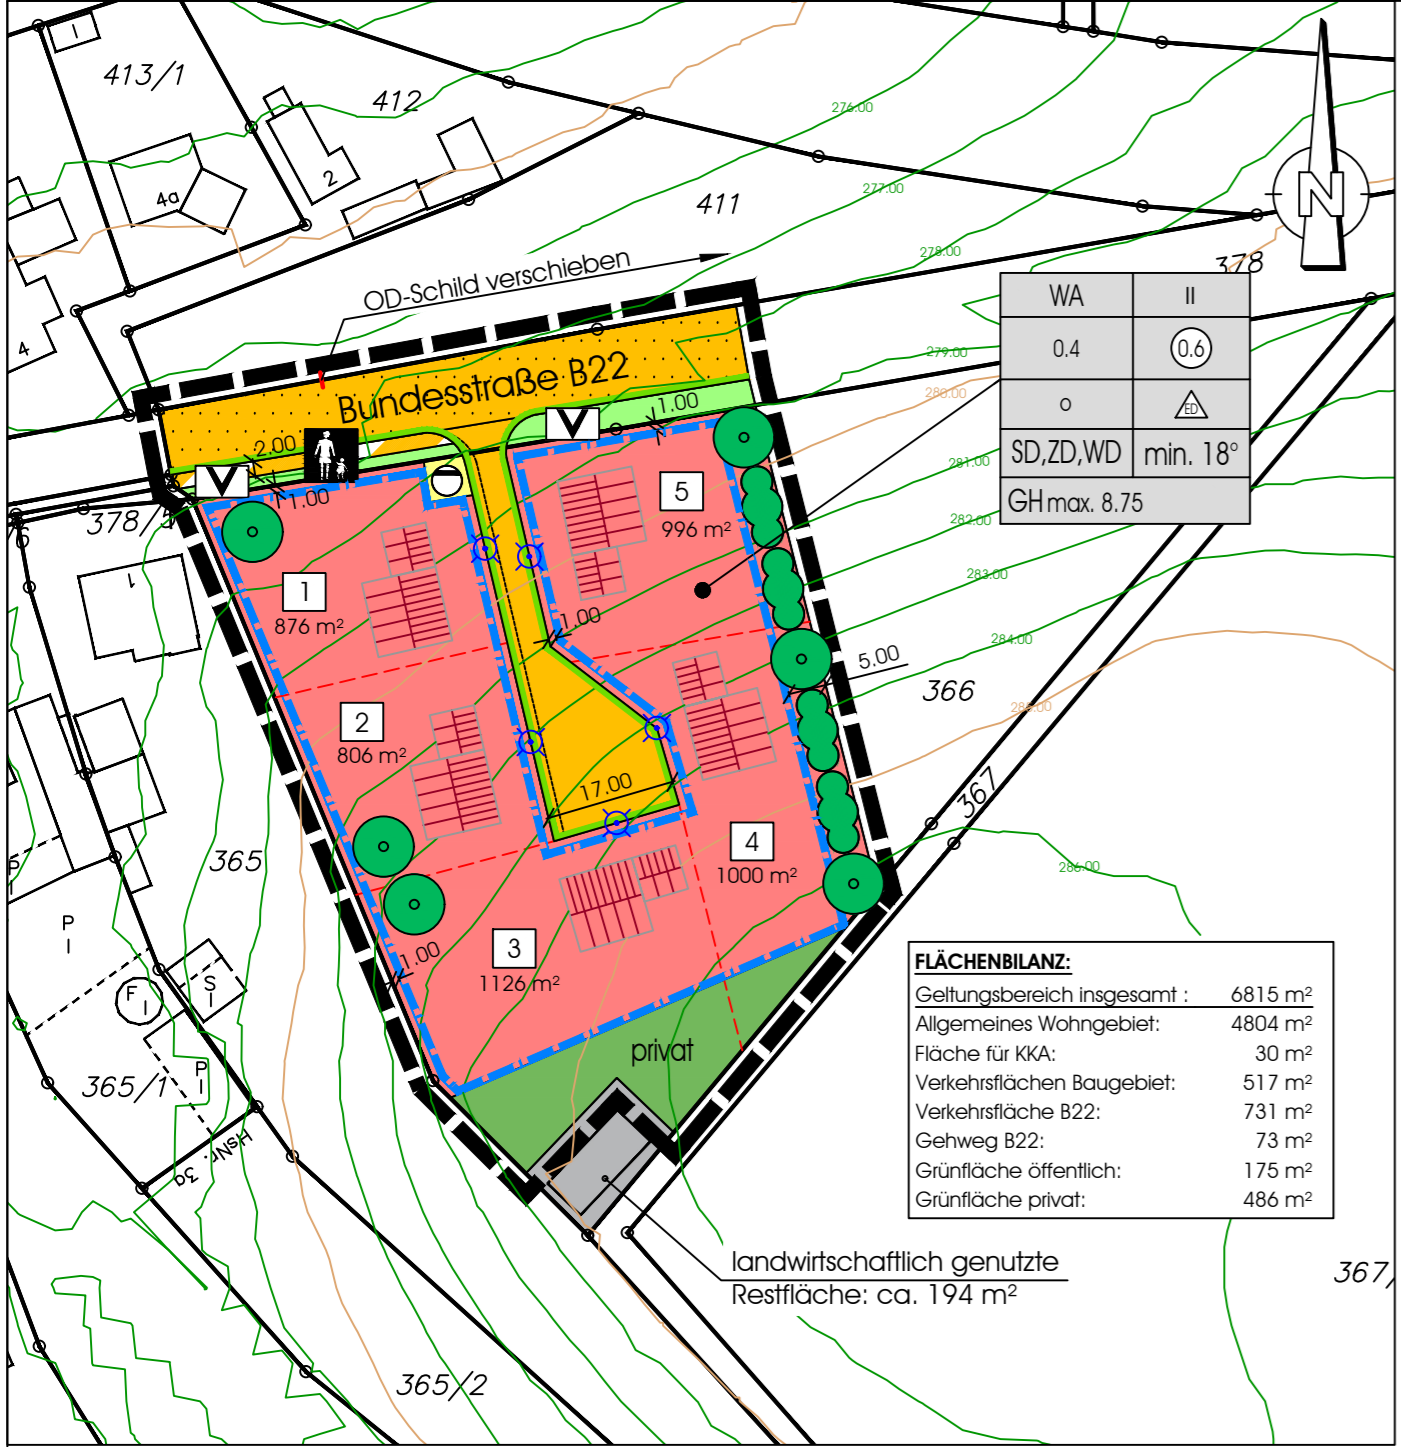 413/1
412
1
4a
2
4
411
378
N
276.00
277.00
278.00
279.00
280.00
281.00
282.00
283.00
284.00
285.00
286.00
OD-Schild verschieben
Bundesstraße B22
WA II
0.4 0.6
o ED
SD,ZD,WD min. 18°
GH max. 8.75
2.00
1.00
1.00
378/5
1
1
876 m²
5
996 m²
1.00
2
806 m²
5.00
366
17.00
367
365
4
1000 m²
3
1126 m²
1.00
P
I
P
I
F
I
S
I
P
I
365/1
HsNr. 3a
privat
FLÄCHENBILANZ:
Geltungsbereich insgesamt : 6815 m²
Allgemeines Wohngebiet: 4804 m²
Fläche für KKA: 30 m²
Verkehrsflächen Baugebiet: 517 m²
Verkehrsfläche B22: 731 m²
Gehweg B22: 73 m²
Grünfläche öffentlich: 175 m²
Grünfläche privat: 486 m²
landwirtschaftlich genutzte
Restfläche: ca. 194 m²
367/
365/2